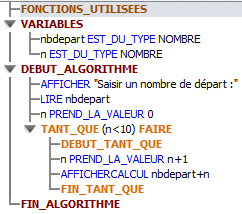 FONCTIONS_UTILISEES
VARIABLES
nbdepart EST_DU_TYPE NOMBRE
n EST_DU_TYPE NOMBRE
DEBUT_ALGORITHME
AFFICHER "Saisir un nombre de départ :"
LIRE nbdepart
n PREND_LA_VALEUR 0
TANT_QUE (n<10) FAIRE
DEBUT_TANT_QUE
n PREND_LA_VALEUR n+1
AFFICHERCALCUL nbdepart+n
FIN_TANT_QUE
FIN_ALGORITHME